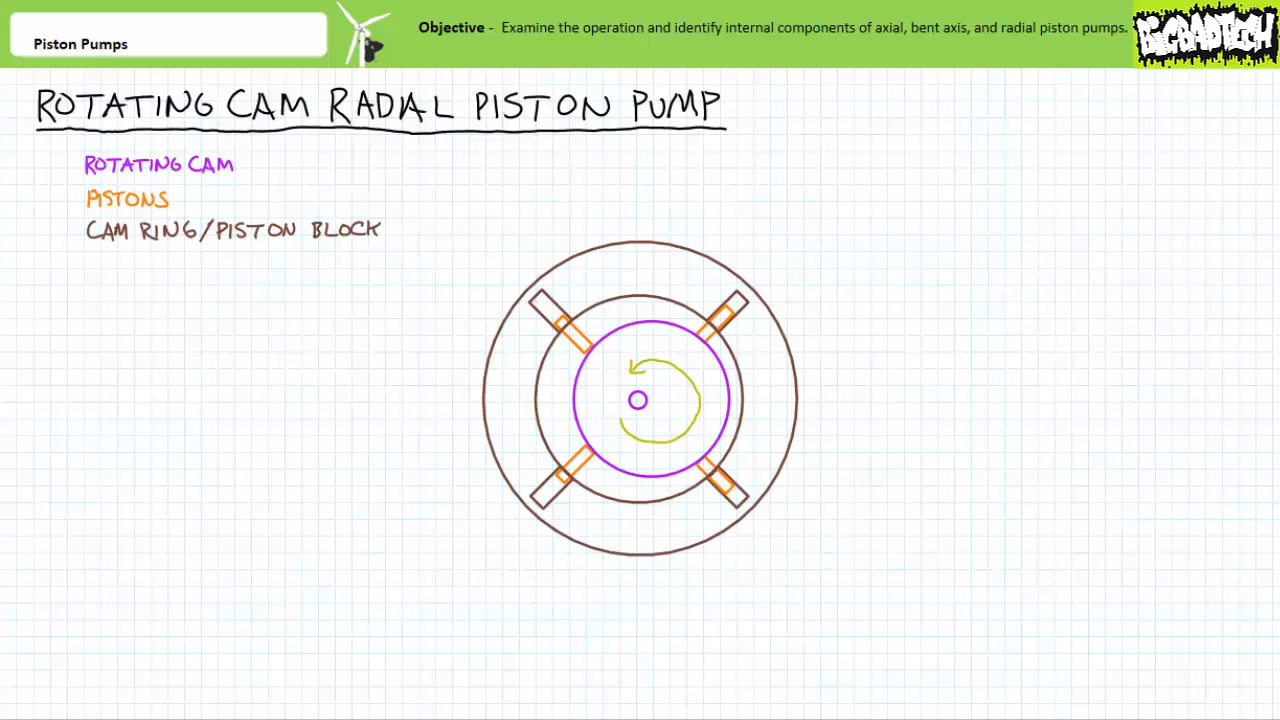 Piston Pumps
Objective - Examine the operation and identify internal components of axial, bent axis, and radial piston pumps.
BIGBADTECH
ROTATING CAM RADIAL PISTON PUMP
ROTATING CAM
PISTONS
CAM RING/PISTON BLOCK